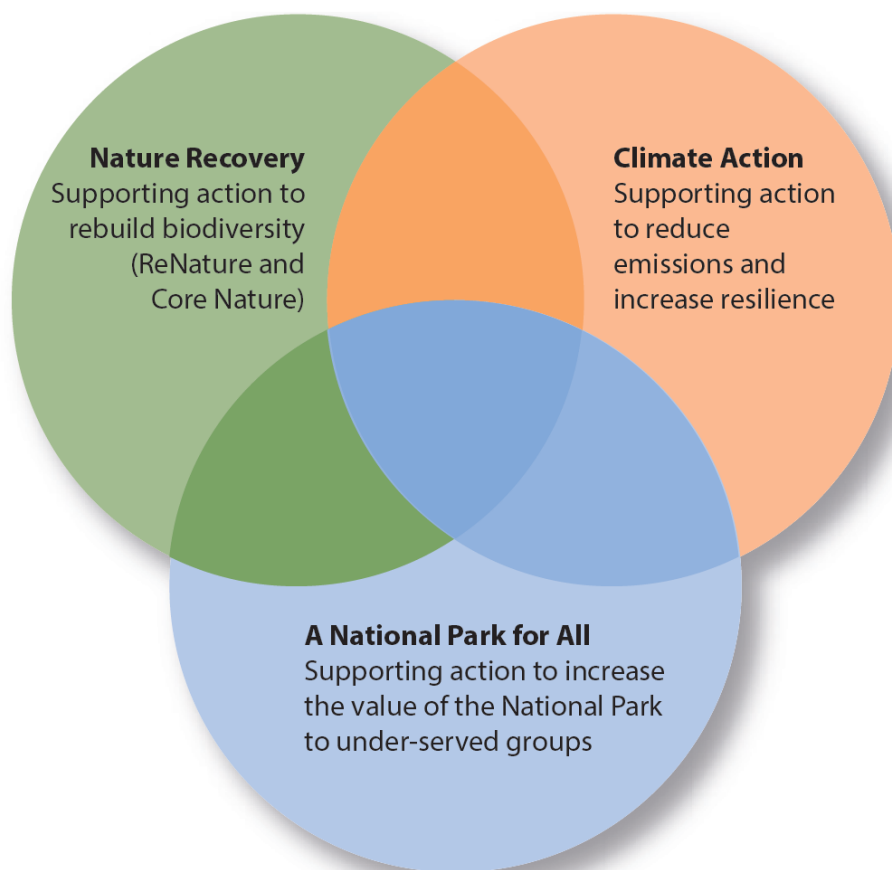 Nature Recovery
Supporting action to
rebuild biodiversity
(ReNature and
Core Nature)
Climate Action
Supporting action
to reduce
emissions and
increase resilience
A National Park for All
Supporting action to increase
the value of the National Park
to under-served groups